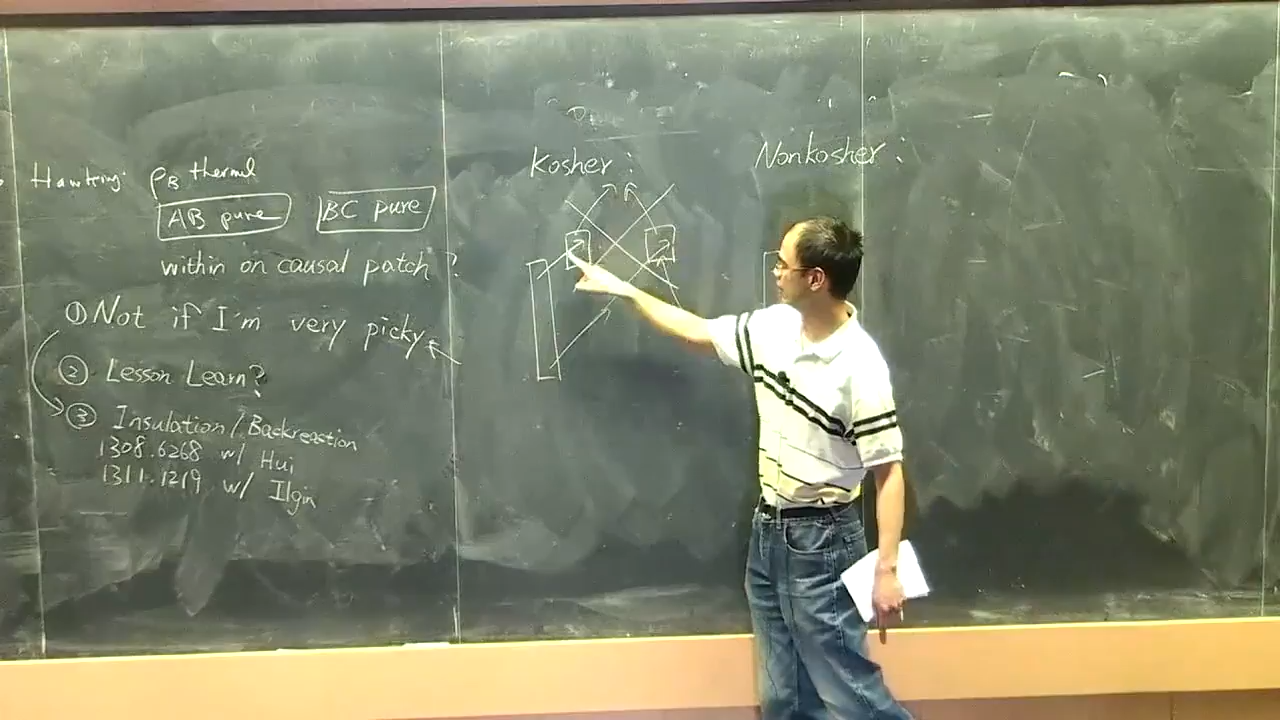 Hawking: ρB thermal
AB pure BC pure
within on causal patch?
① Not if I'm very picky
② Lesson Learn?
③ Insulation/Backreaction
1308.6268 w/ Hui
1311.1219 w/ Ilgin
Kosher:
Nonkosher: